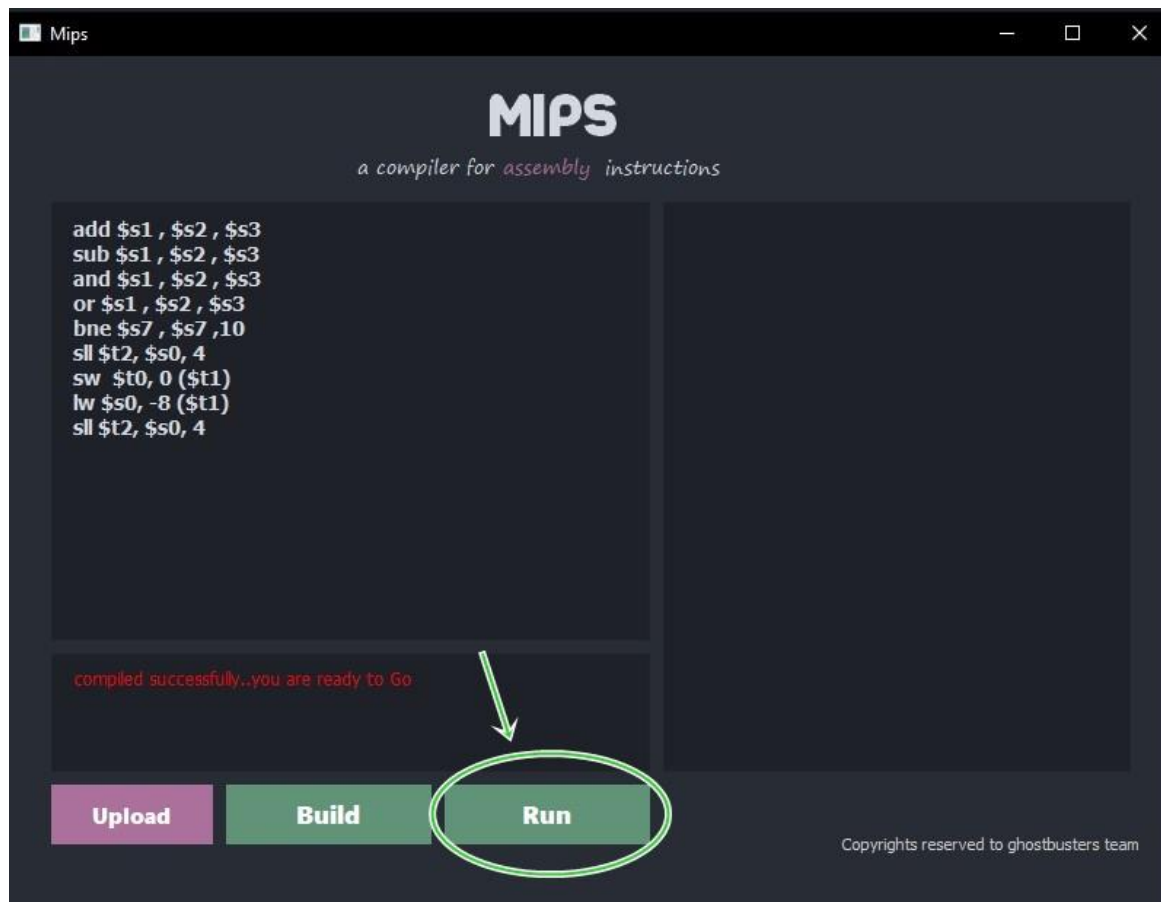 Mips
MIPS
a compiler for assembly instructions
add $s1 , $s2 , $s3
sub $s1 , $s2 , $s3
and $s1 , $s2 , $s3
or $s1 , $s2 , $s3
bne $s7 , $s7 ,10
sll $t2, $s0, 4
sw  $t0, 0 ($t1)
lw $s0, -8 ($t1)
sll $t2, $s0, 4
compiled successfully..you are ready to Go
Upload
Build
Run
Copyrights reserved to ghostbusters team